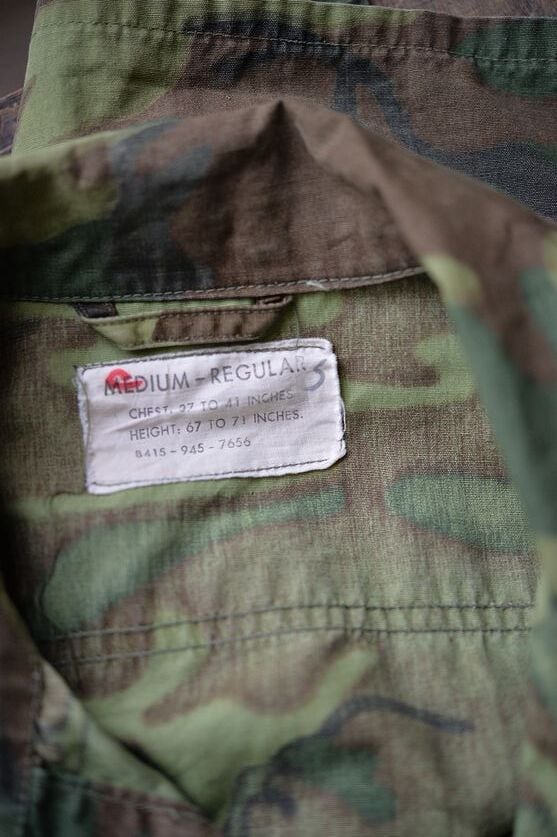 MEDIUM - REGULAR S
CHEST: 37 TO 41 INCHES
HEIGHT: 67 TO 71 INCHES.
8415 - 945 - 7656